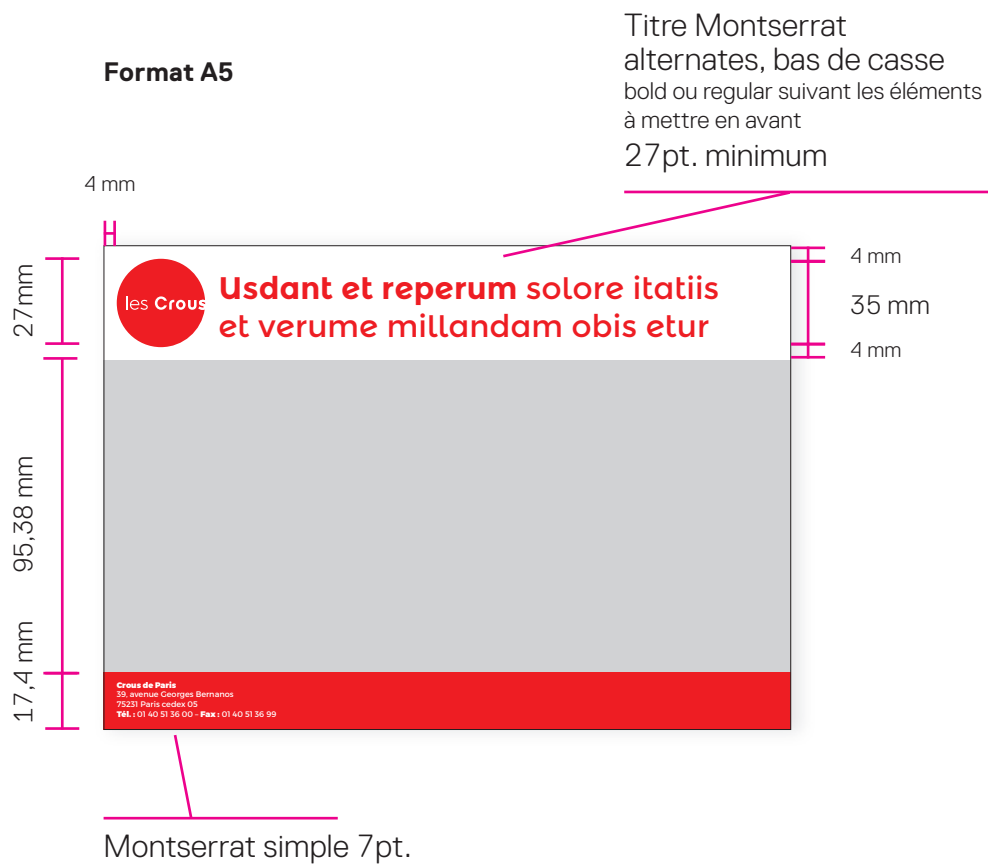 Titre Montserrat
alternates, bas de casse
bold ou regular suivant les éléments
à mettre en avant
27pt. minimum
Format A5
4 mm
27mm
les Crous
Usdant et reperum solore itatiis
et verume millandam obis etur
4 mm
35 mm
4 mm
95,38 mm
17,4 mm
Crous de Paris
39, avenue Georges Bernanos
75231 Paris cedex 05
Tél. : 01 40 51 36 00 - Fax : 01 40 51 36 99
Montserrat simple 7pt.